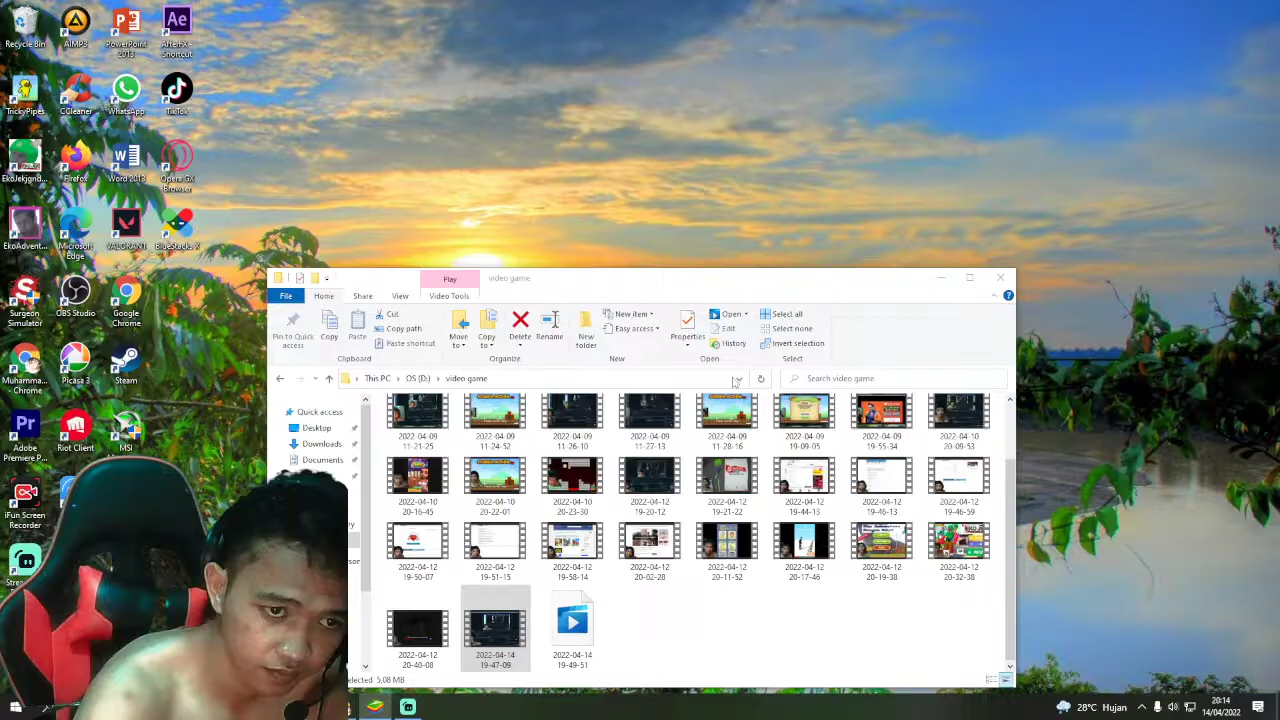 Recycle Bin
AIMP3
PowerPoint
2013
Ae
AfterFX -
Shortcut
TrickyPipes
CCleaner
WhatsApp
TikTok
EkoJekjgnd...
Firefox
Word 2013
Opera GX
Browser
EkoAdvent...
Microsoft
Edge
VALORANT
BlueStacks X
Surgeon
Simulator
OBS Studio
Google
Chrome
Muhamma...
- Chrome
Picasa 3
Steam
Pr
Adobe
Premiere P...
Riot Client
MSI
iFun Screen
Recorder
Play
video game
File
Home
Share
View
Video Tools
Pin to Quick
access
Copy
Paste
Cut
Copy path
Paste shortcut
Clipboard
Move
to
Copy
to
Delete
Rename
Organize
New
folder
New item
Easy access
New
Properties
Open
Edit
History
Open
Select all
Select none
Invert selection
Select
This PC > OS (D:) > video game
Search video game
Quick access
Desktop
Downloads
Documents
2022-04-09
11-21-25
2022-04-09
11-24-52
2022-04-09
11-26-10
2022-04-09
11-27-13
2022-04-09
11-28-16
2022-04-09
19-09-05
2022-04-09
19-55-34
2022-04-10
20-09-53
2022-04-10
20-16-45
2022-04-10
20-22-01
2022-04-10
20-23-30
2022-04-12
19-20-12
2022-04-12
19-21-22
2022-04-12
19-44-13
2022-04-12
19-46-13
2022-04-12
19-46-59
2022-04-12
19-50-07
2022-04-12
19-51-15
2022-04-12
19-58-14
2022-04-12
20-02-28
2022-04-12
20-11-52
2022-04-12
20-17-46
2022-04-12
20-19-38
2022-04-12
20-32-38
2022-04-12
20-40-08
2022-04-14
19-47-09
2022-04-14
19-49-51
elected 5,08 MB
28°C Hujan
20:14
14/04/2022